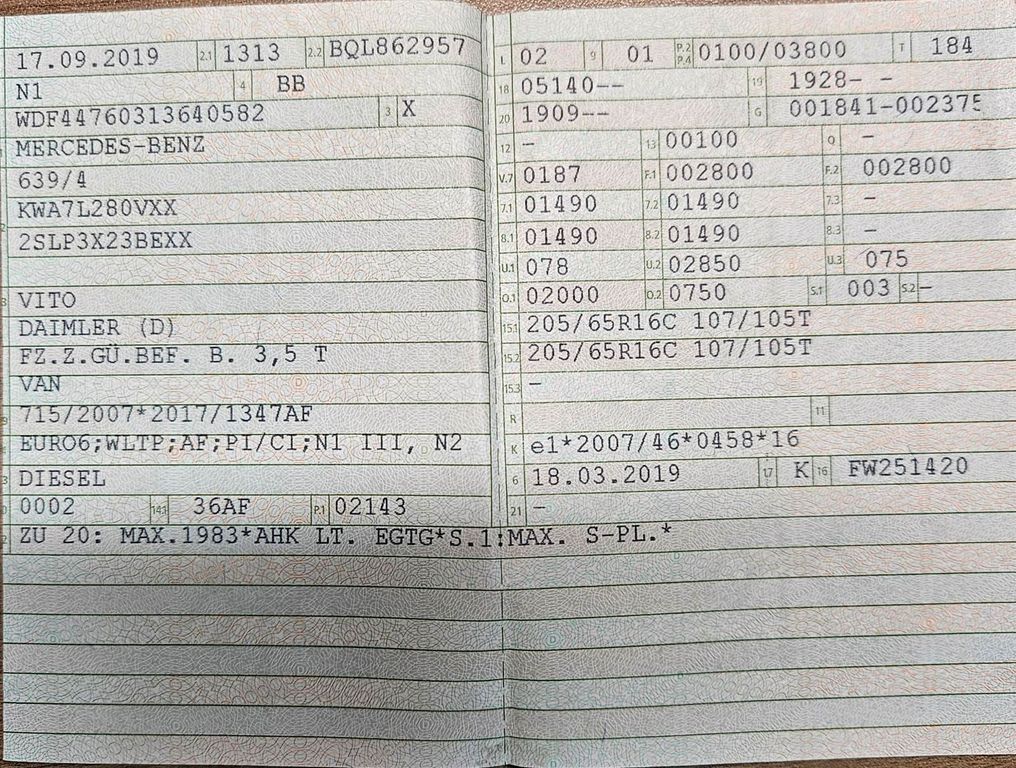 17.09.2019 2.1 1313 2.2 BQL862957
N1 4 BB
WDF44760313640582 3 X
MERCEDES-BENZ
639/4
KWA7L280VXX
2SLP3X23BEXX
VITO
DAIMLER (D)
FZ.Z.GÜ.BEF. B. 3,5 T
VAN
715/2007*2017/1347AF
EURO6;WLTP;AF;PI/CI;N1 III, N2
DIESEL
0002 14.1 36AF P.1 02143
L 02 9 01 P.2 P.4 0100/03800 T 184
18 05140-- 19 1928- -
20 1909-- G 001841-002375
12 - 13 00100 Q -
V.7 0187 F.1 002800 F.2 002800
7.1 01490 7.2 01490 7.3 -
8.1 01490 8.2 01490 8.3 -
U.1 078 U.2 02850 U.3 075
O.1 02000 O.2 0750 S.1 003 S.2 -
15.1 205/65R16C 107/105T
15.2 205/65R16C 107/105T
15.3 -
R 11
K e1*2007/46*0458*16
6 18.03.2019 17 K 16 FW251420
21 -
ZU 20: MAX.1983*AHK LT. EGTG*S.1:MAX. S-PL.*